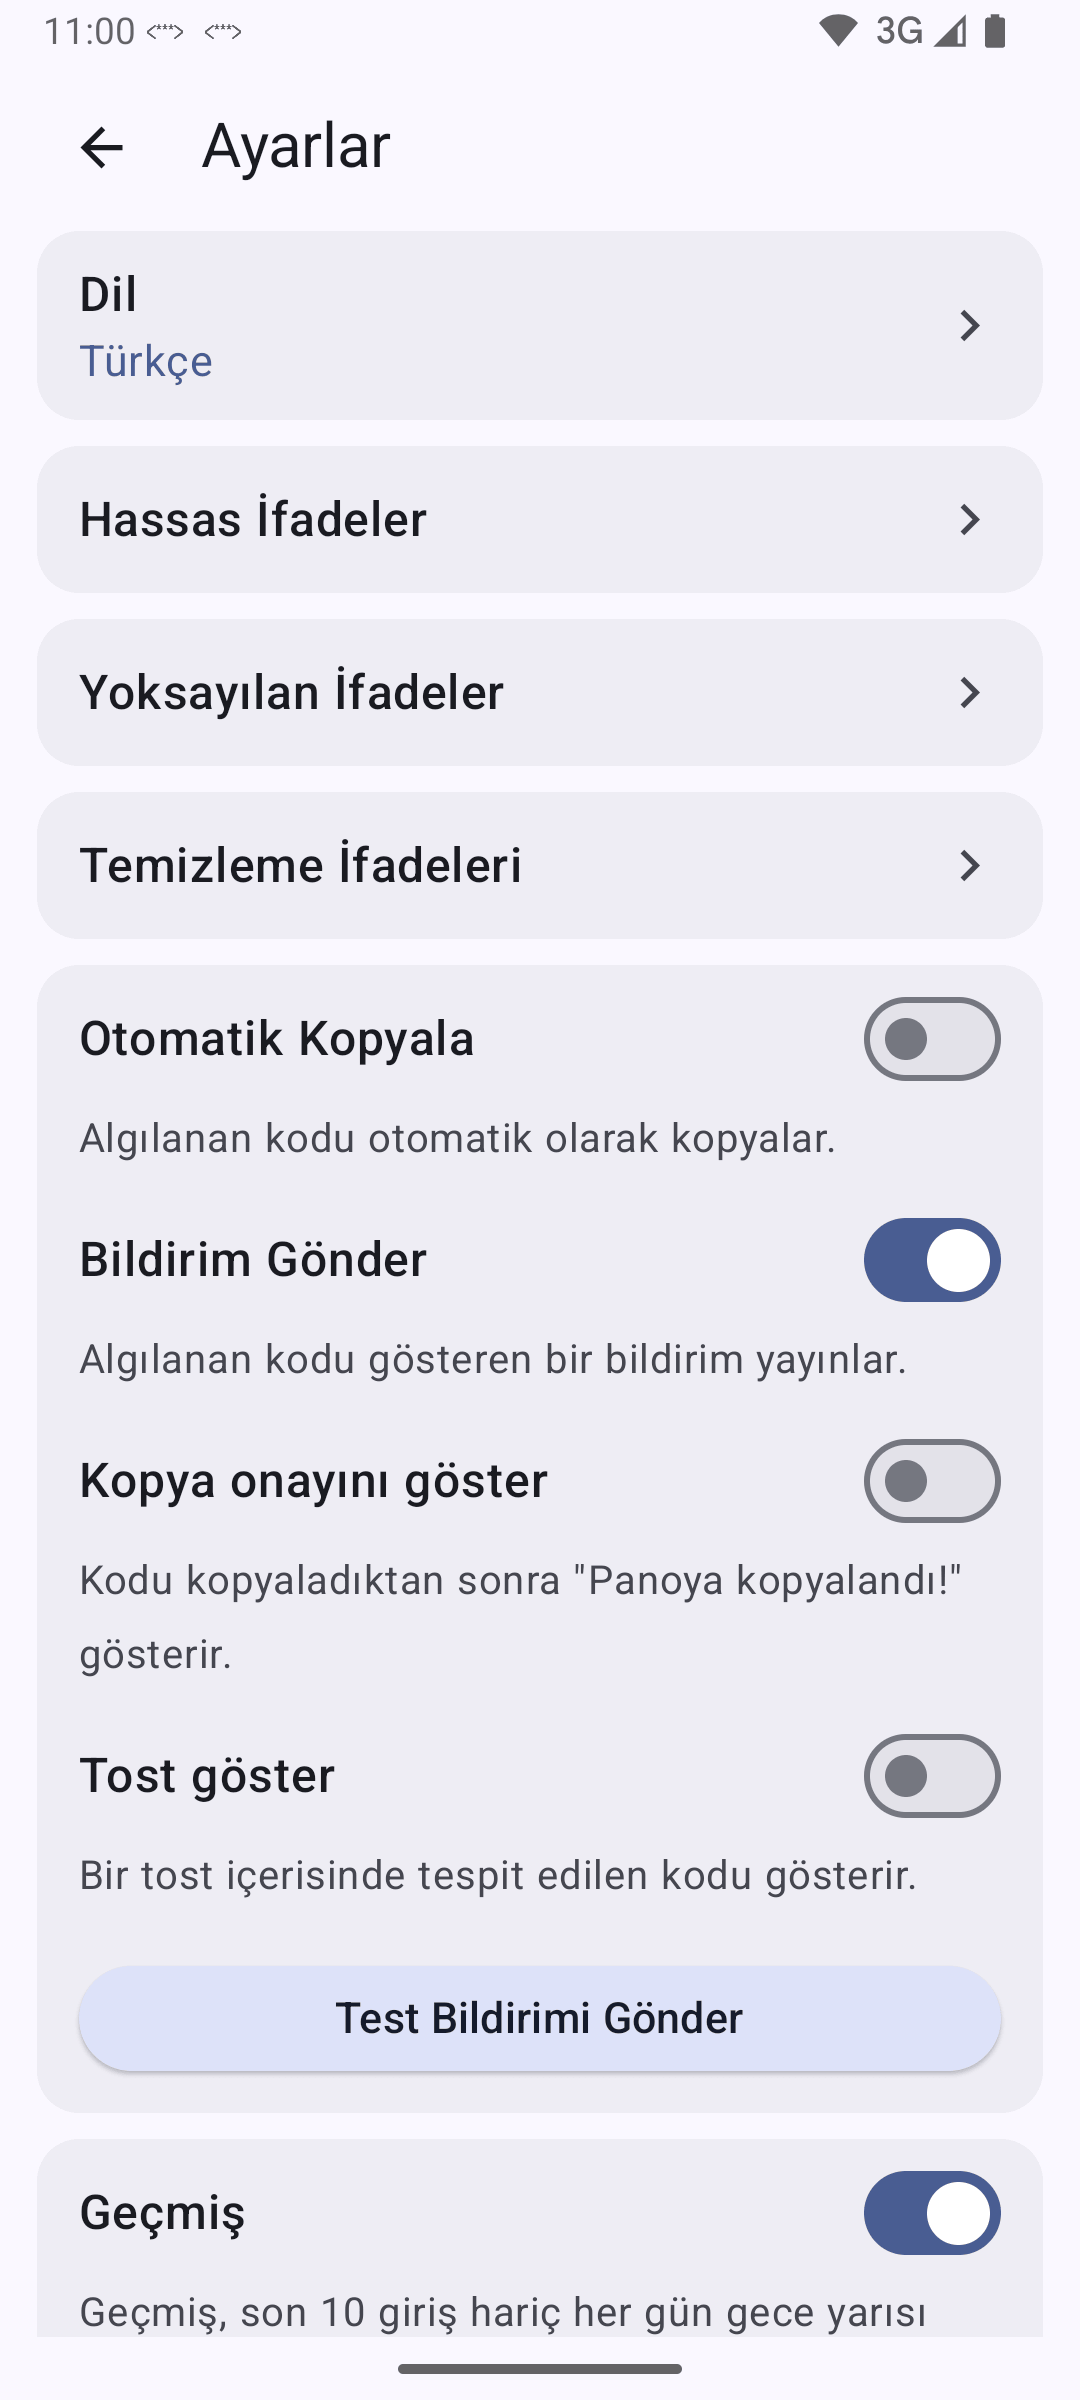 11:00 <***> <***> 3G
Ayarlar
Dil
Türkçe
Hassas İfadeler
Yoksayılan İfadeler
Temizleme İfadeleri
Otomatik Kopyala
Algılanan kodu otomatik olarak kopyalar.
Bildirim Gönder
Algılanan kodu gösteren bir bildirim yayınlar.
Kopya onayını göster
Kodu kopyaladıktan sonra "Panoya kopyalandı!"
gösterir.
Tost göster
Bir tost içerisinde tespit edilen kodu gösterir.
Test Bildirimi Gönder
Geçmiş
Geçmiş, son 10 giriş hariç her gün gece yarısı